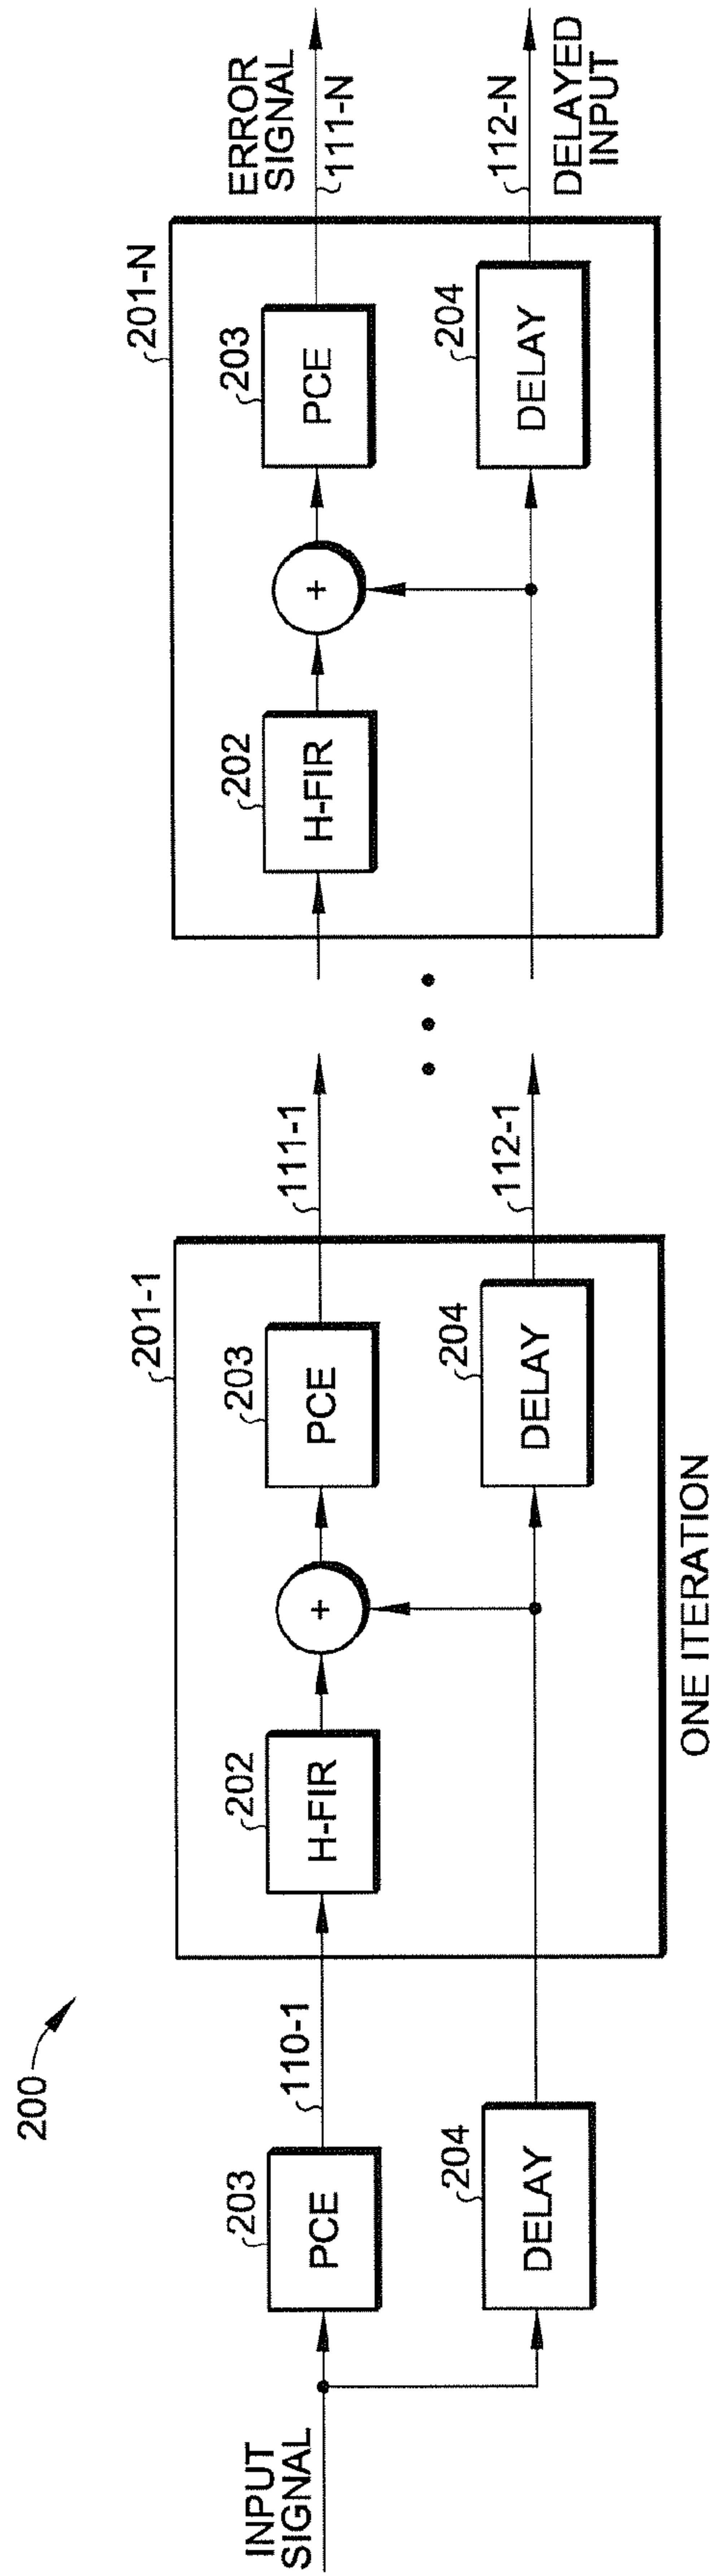 200
INPUT
SIGNAL
203
PCE
110-1
204
DELAY
201-1
202
H-FIR
+
203
PCE
204
DELAY
111-1
112-1
ONE ITERATION
201-N
202
H-FIR
+
203
PCE
204
DELAY
ERROR
SIGNAL
111-N
112-N
DELAYED
INPUT